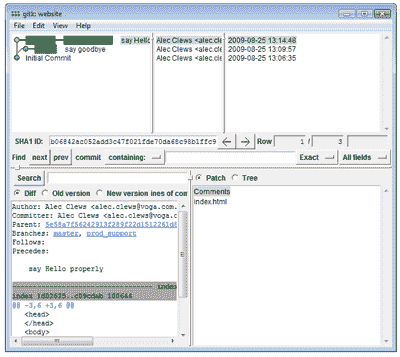 gitk: website
File Edit View Help
say Hello Alec Clews <alec.cle 2009-08-25 13:14:48
say goodbye Alec Clews <alec.cle 2009-08-25 13:09:57
Initial Commit Alec Clews <alec.cle 2009-08-25 13:06:35
SHA1 ID: Row 1 / 3
Find next prev commit containing: Exact All fields
Search
Diff Old version New version ines of com
Patch Tree
Comments
index.html
Author: Alec Clews <alec.clews@voga.com.
Committer: Alec Clews <alec.clews@voga.
Parent:
Branches: master, prod_support
Follows:
Precedes:
say Hello properly
index
index 100644
@@ -3,6 +3,6 @@
<head>
</head>
<body>